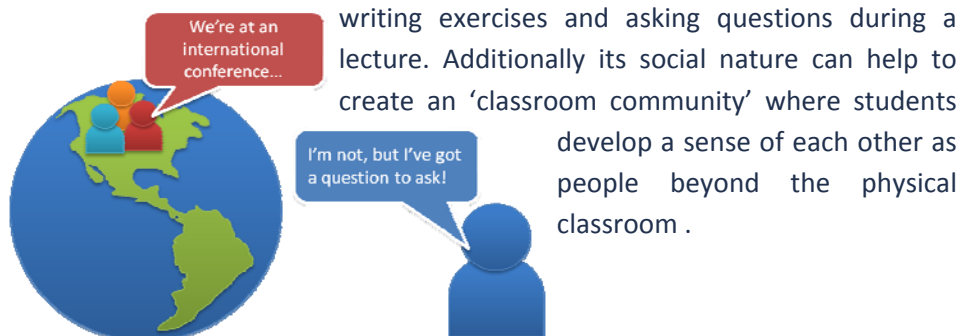 We're at an
international
conference...
I'm not, but I've got
a question to ask!
writing exercises and asking questions during a
lecture. Additionally its social nature can help to
create an ‘classroom community’ where students
develop a sense of each other as
people beyond the physical
classroom .